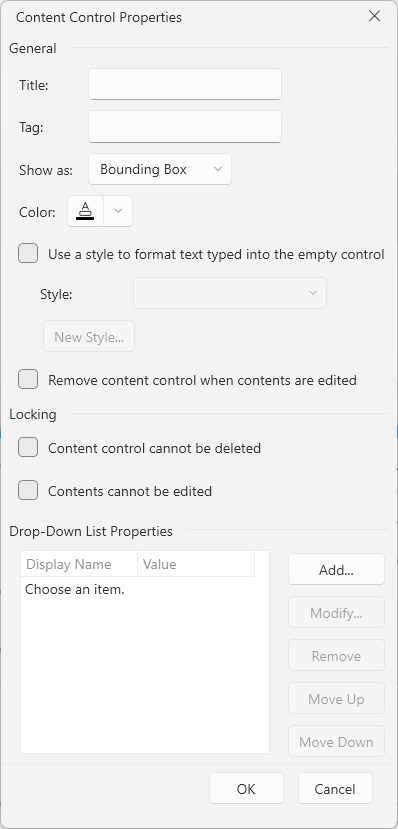 Content Control Properties
General
Title:
Tag:
Show as: Bounding Box
Color: A
Use a style to format text typed into the empty control
Style:
New Style...
Remove content control when contents are edited
Locking
Content control cannot be deleted
Contents cannot be edited
Drop-Down List Properties
Display Name Value
Choose an item.
Add...
Modify...
Remove
Move Up
Move Down
OK Cancel